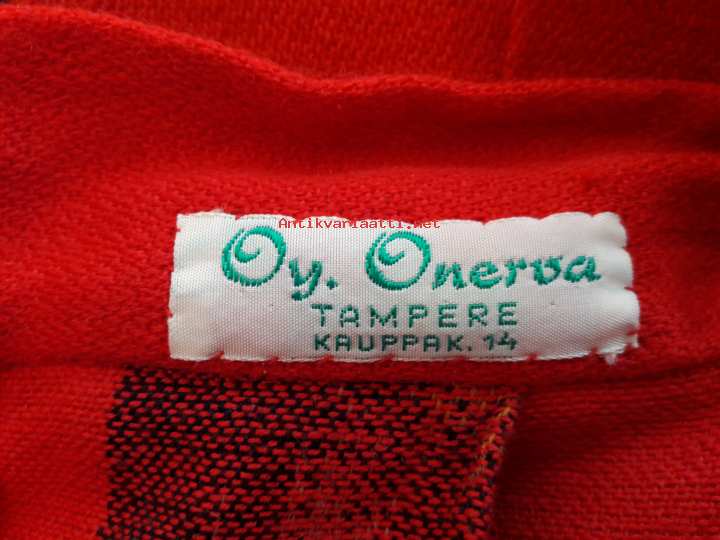 Antikvariaatti.net
Oy. Onerva
TAMPERE
KAUPPAK. 14